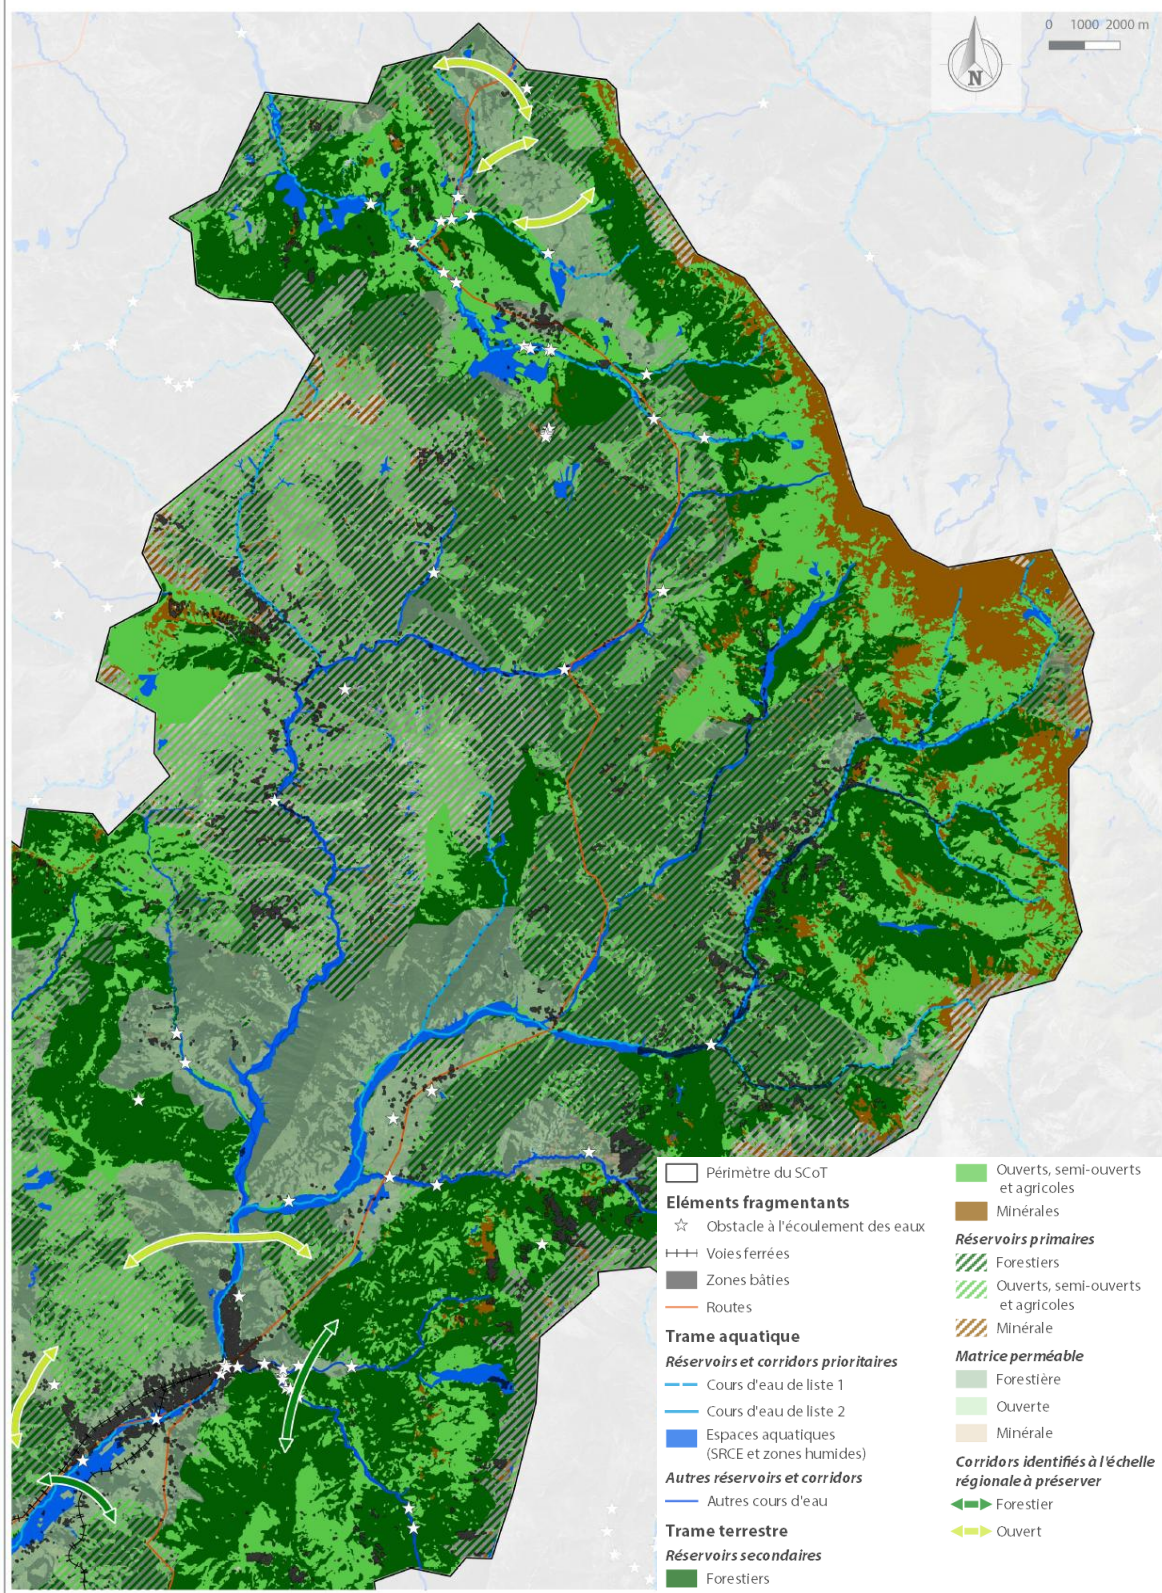 0 1000 2000 m
N
Périmètre du SCoT
Eléments fragmentants
Obstacle à l'écoulement des eaux
Voies ferrées
Zones bâties
Routes
Trame aquatique
Réservoirs et corridors prioritaires
Cours d'eau de liste 1
Cours d'eau de liste 2
Espaces aquatiques
(SRCE et zones humides)
Autres réservoirs et corridors
Autres cours d'eau
Trame terrestre
Réservoirs secondaires
Forestiers
Ouverts, semi-ouverts
et agricoles
Minérales
Réservoirs primaires
Forestiers
Ouverts, semi-ouverts
et agricoles
Minérale
Matrice perméable
Forestière
Ouverte
Minérale
Corridors identifiés à l'échelle
régionale à préserver
Forestier
Ouvert